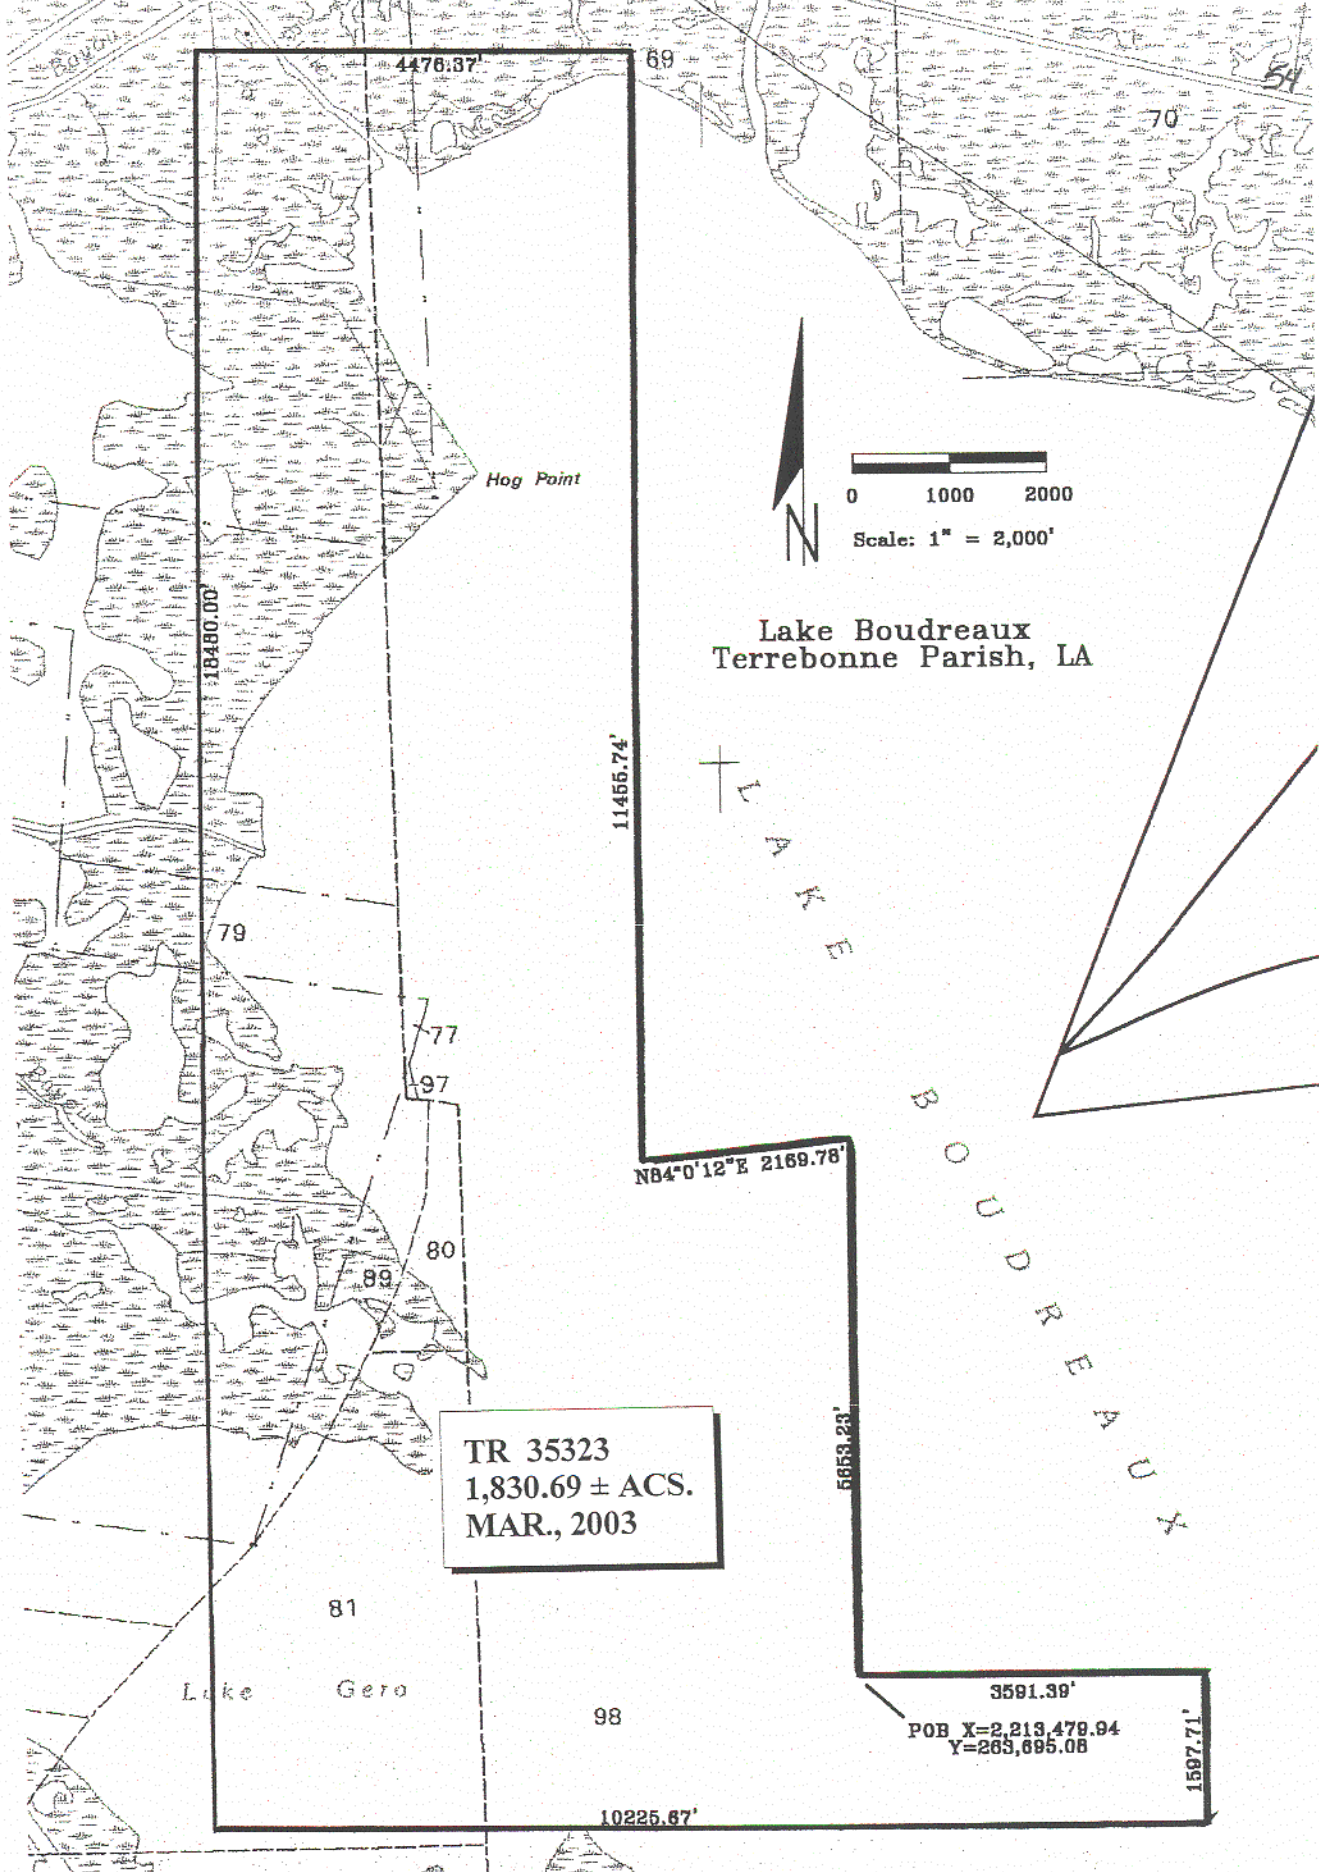 SOUTH
4476.37'
69
54
70
Hog Point
0 1000 2000
N
Scale: 1" = 2,000'
18480.00'
Lake Boudreaux
Terrebonne Parish, LA
11455.74'
LAKE
79
77
97
BOUDREAUX
N84°0'12"E 2169.78'
80
89
TR 35323
1,830.69 ± ACS.
MAR., 2003
5653.23'
81
Lake Gero
98
3591.39'
POB X=2,213,479.94
Y=263,695.08
1597.71'
10225.67'